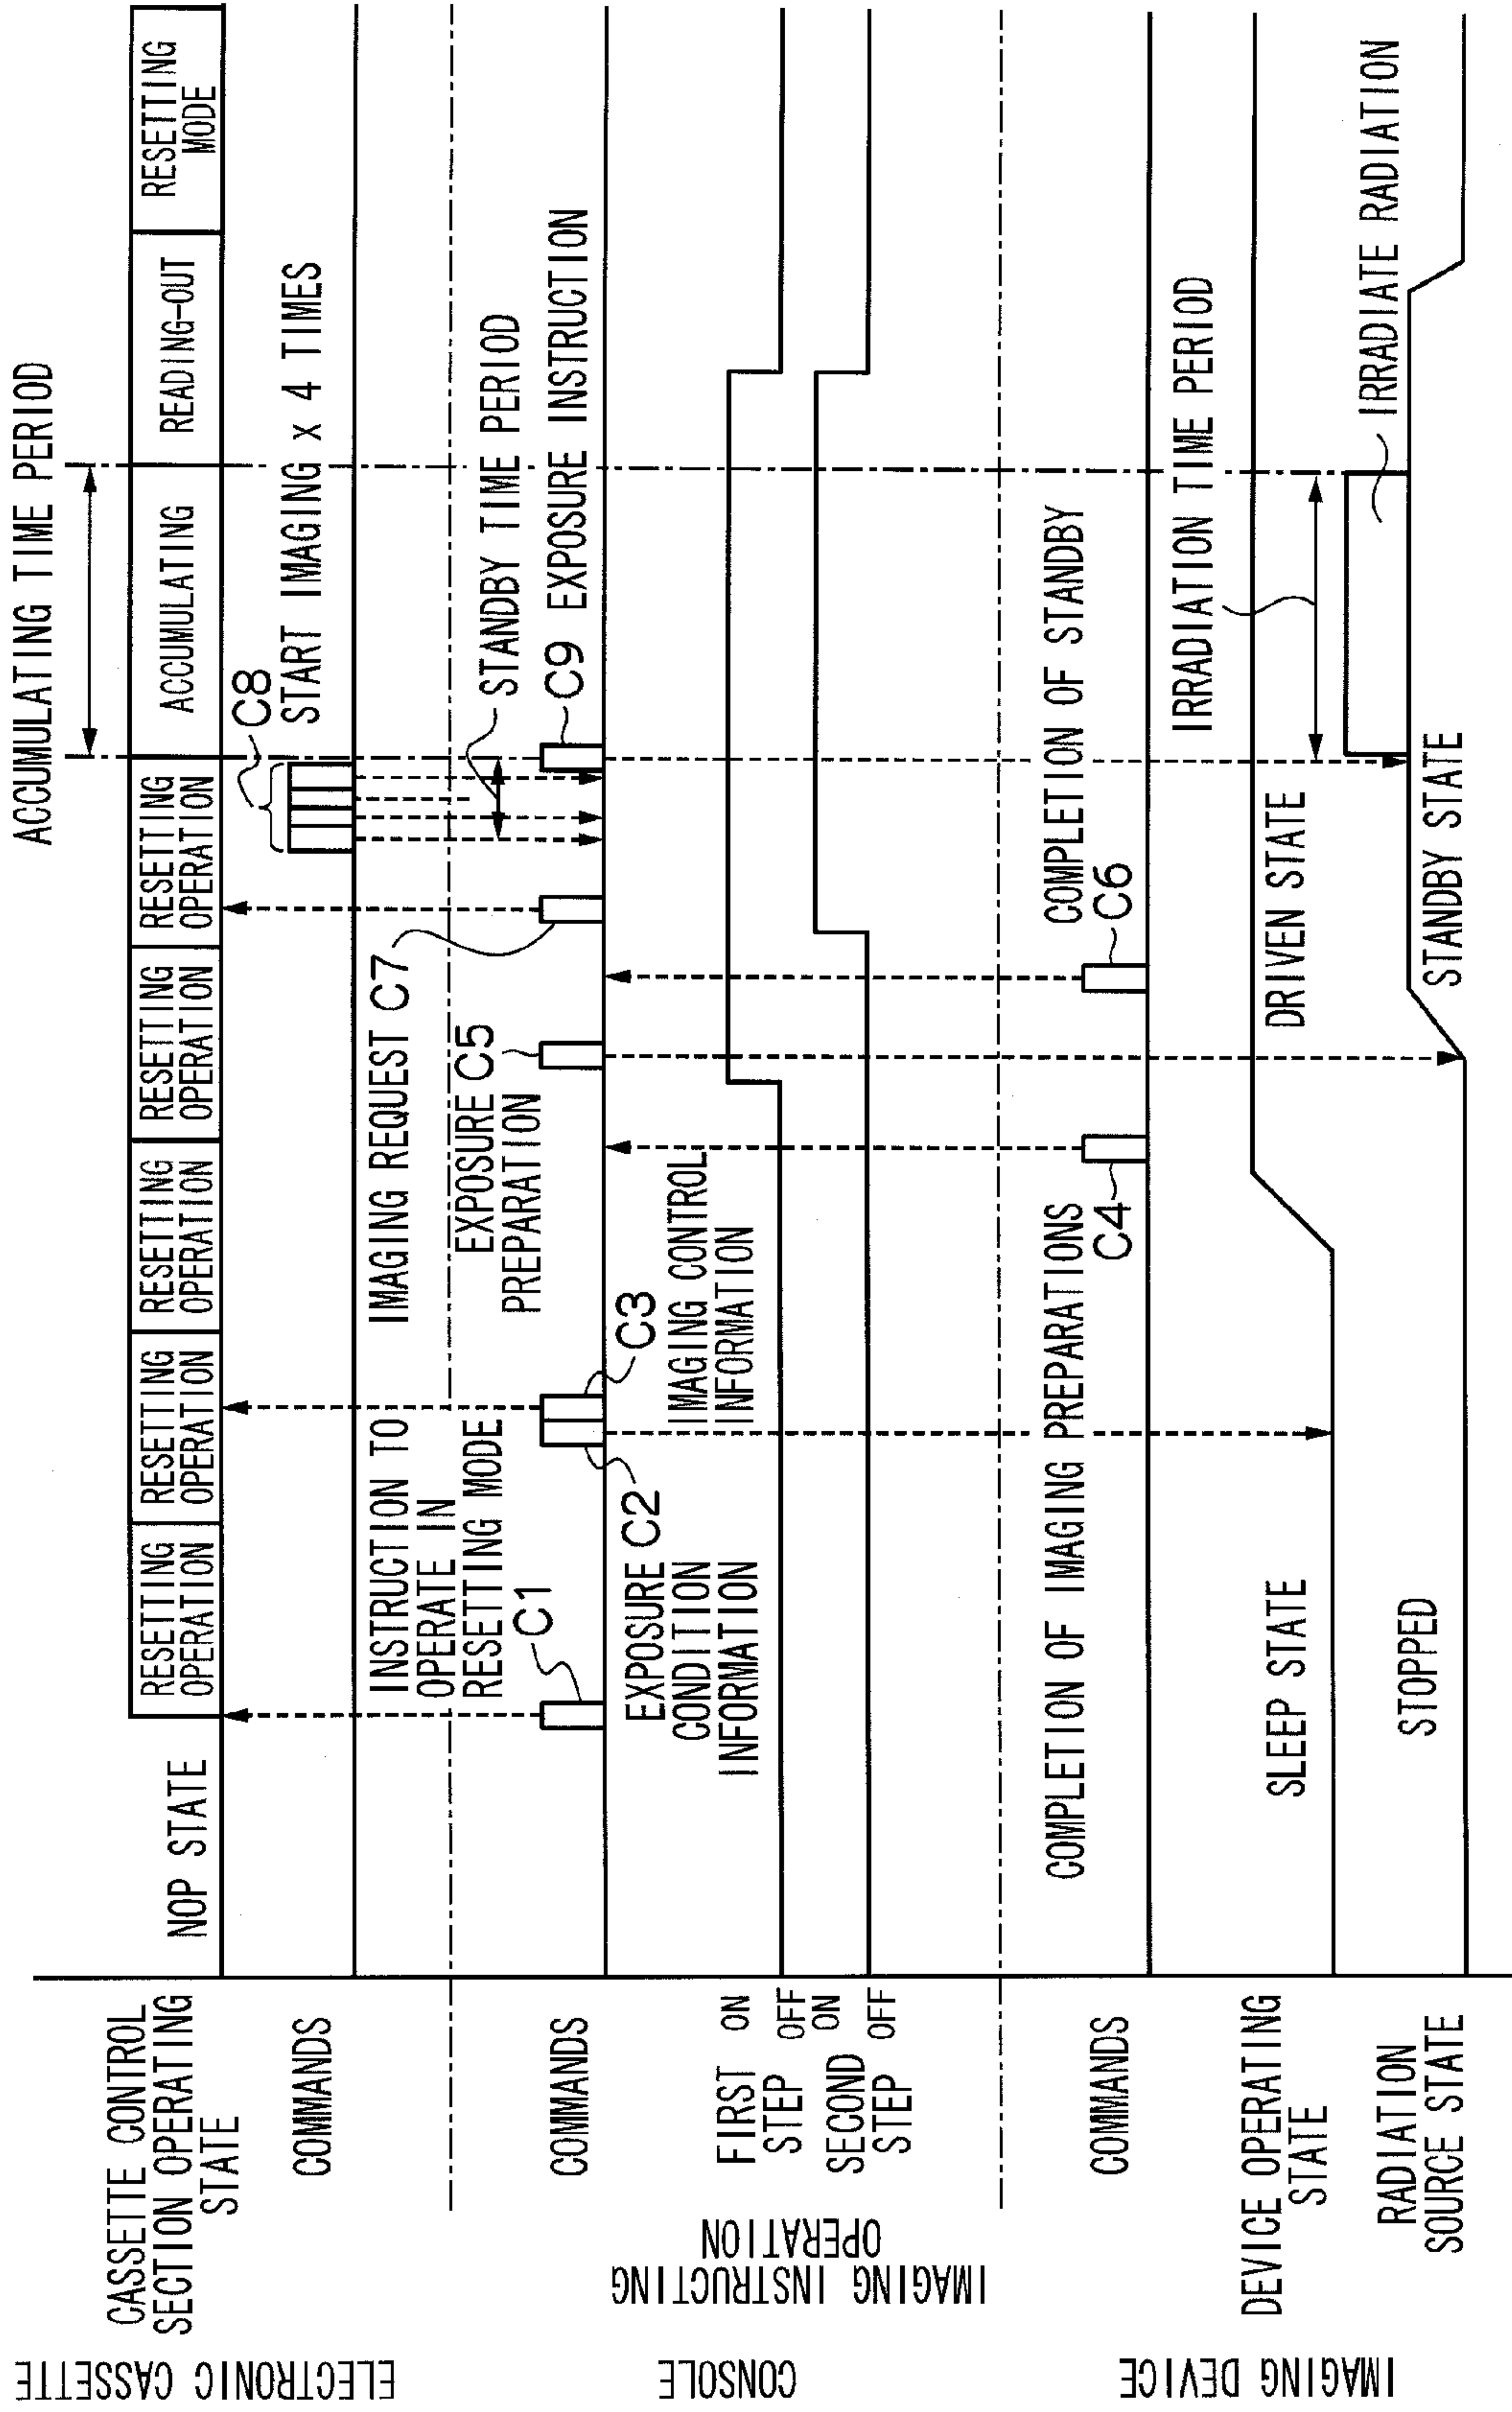 ELECTRONIC CASSETTE
CASSETTE CONTROL
SECTION OPERATING
STATE
NOP STATE
RESETTING
OPERATION
RESETTING
OPERATION
RESETTING
OPERATION
RESETTING
OPERATION
RESETTING
OPERATION
ACCUMULATING
READING-OUT
RESETTING
MODE
ACCUMULATING TIME PERIOD
COMMANDS
C8
START IMAGING x 4 TIMES
CONSOLE
COMMANDS
INSTRUCTION TO
OPERATE IN
RESETTING MODE
C1
EXPOSURE C2
CONDITION
INFORMATION
C3
IMAGING CONTROL
INFORMATION
IMAGING REQUEST C7
EXPOSURE C5
PREPARATION
STANDBY TIME PERIOD
C9 EXPOSURE INSTRUCTION
IMAGING INSTRUCTING
OPERATION
FIRST
STEP
ON
OFF
SECOND
STEP
ON
OFF
IMAGING DEVICE
COMMANDS
COMPLETION OF IMAGING PREPARATIONS
C4
COMPLETION OF STANDBY
C6
DEVICE OPERATING
STATE
SLEEP STATE
DRIVEN STATE
IRRADIATION TIME PERIOD
RADIATION
SOURCE STATE
STOPPED
STANDBY STATE
IRRADIATE RADIATION